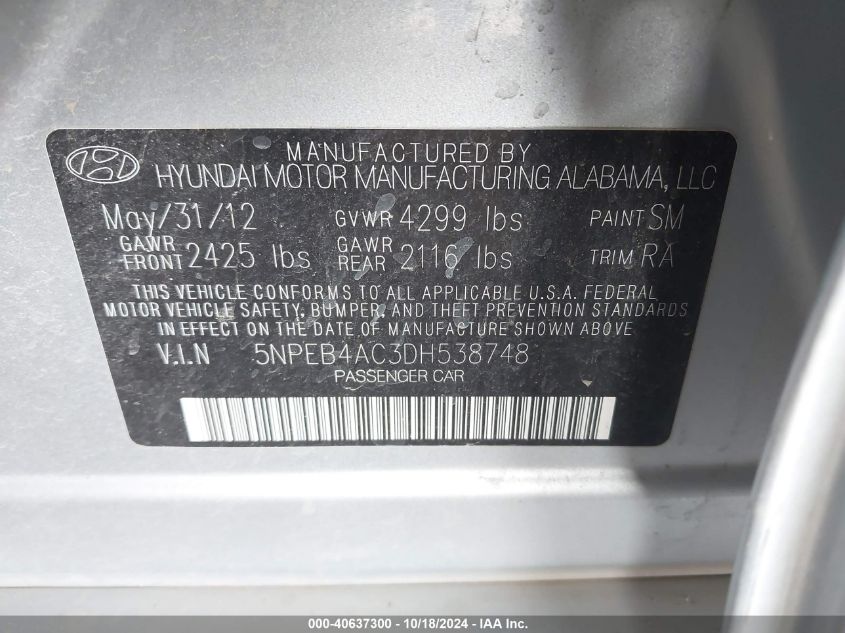 MANUFACTURED BY
HYUNDAI MOTOR MANUFACTURING ALABAMA, LLC
May/31/12 GVWR 4299 lbs PAINT SM
GAWR FRONT 2425 lbs GAWR REAR 2116 lbs TRIM RA
THIS VEHICLE CONFORMS TO ALL APPLICABLE U.S.A. FEDERAL
MOTOR VEHICLE SAFETY, BUMPER, AND THEFT PREVENTION STANDARDS
IN EFFECT ON THE DATE OF MANUFACTURE SHOWN ABOVE
V.I.N 5NPEB4AC3DH538748
PASSENGER CAR
000-40637300 - 10/18/2024 - IAA Inc.